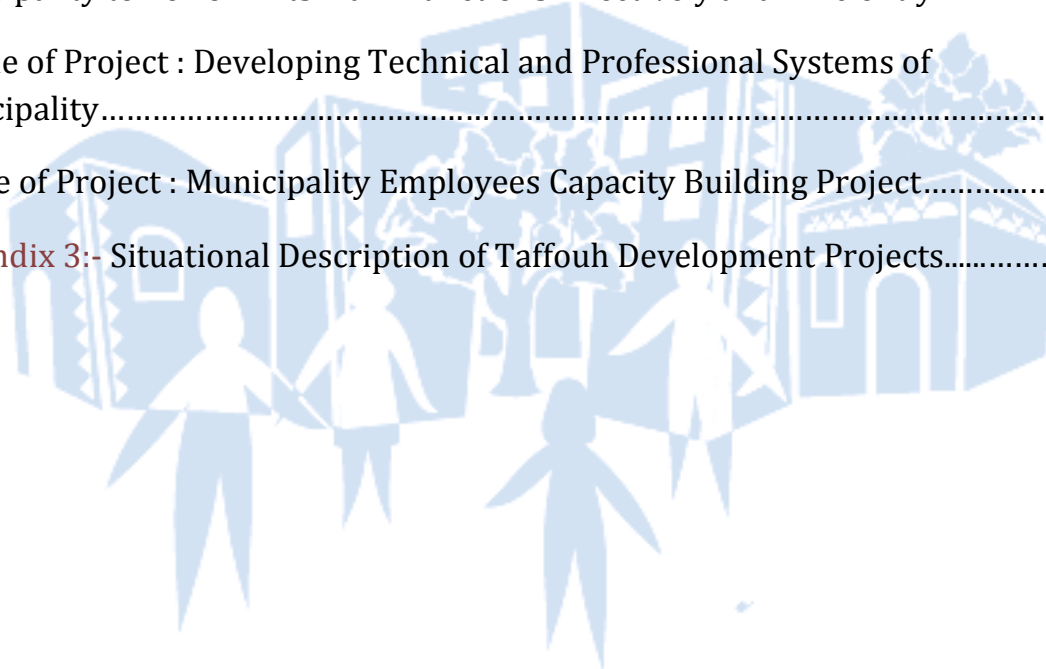 le of Project : Developing Technical and Professional Systems of
cipality……………………………………………………………………………………..…………
e of Project : Municipality Employees Capacity Building Project……….....…
ndix 3:- Situational Description of Taffouh Development Projects......………